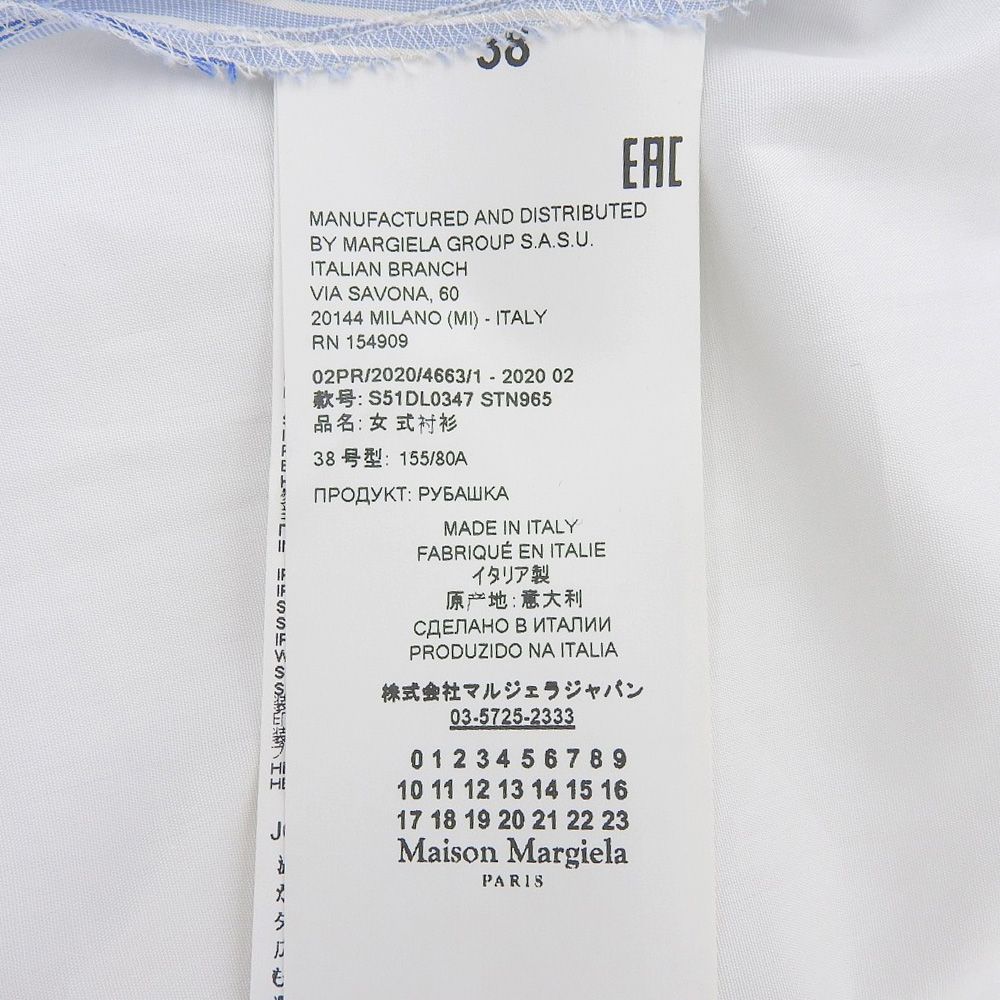 38
EAC
MANUFACTURED AND DISTRIBUTED
BY MARGIELA GROUP S.A.S.U.
ITALIAN BRANCH
VIA SAVONA, 60
20144 MILANO (MI) - ITALY
RN 154909
02PR/2020/4663/1 - 2020 02
款号: S51DL0347 STN965
品名: 女式衬衫
38 号型: 155/80A
ПРОДУКТ: РУБАШКА
MADE IN ITALY
FABRIQUÉ EN ITALIE
イタリア製
原产地:意大利
СДЕЛАНО В ИТАЛИИ
PRODUZIDO NA ITALIA
株式会社マルジェラジャパン
03-5725-2333
0 1 2 3 4 5 6 7 8 9
10 11 12 13 14 15 16
17 18 19 20 21 22 23
Maison Margiela
PARIS